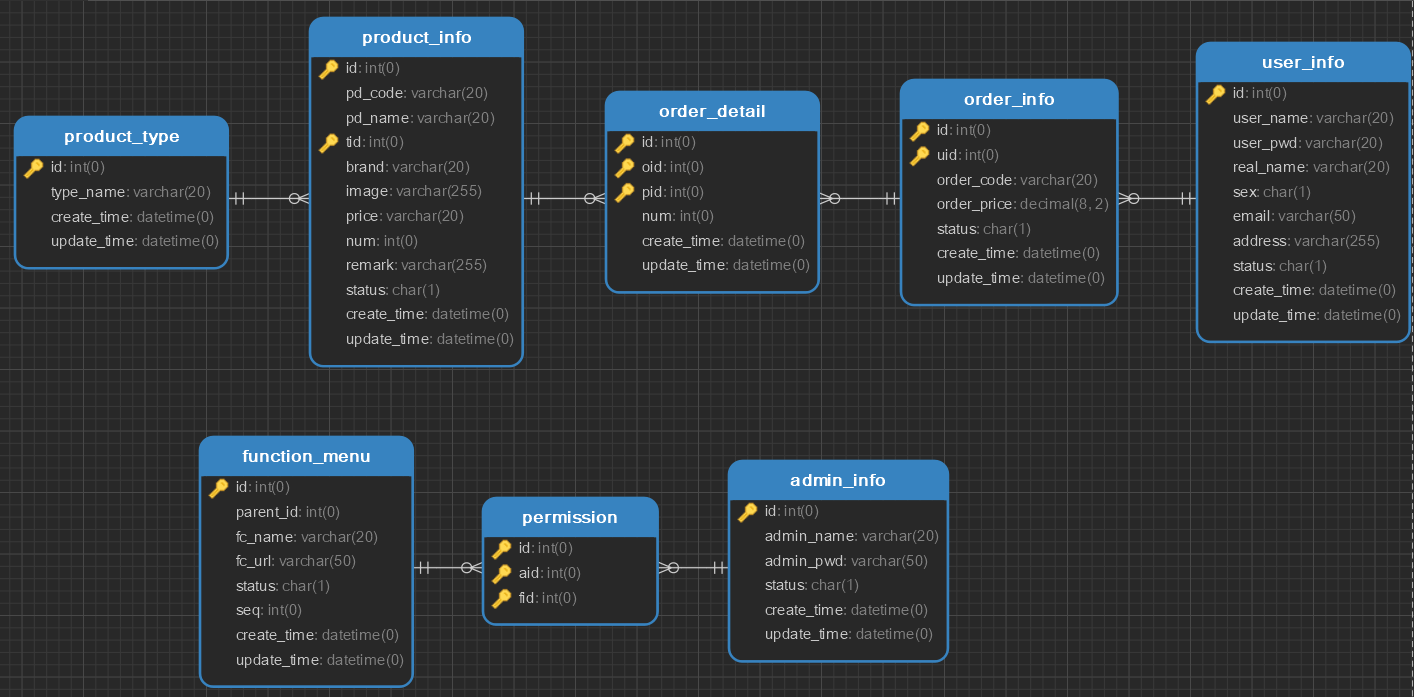 product_type
id: int(0)
type_name: varchar(20)
create_time: datetime(0)
update_time: datetime(0)
product_info
id: int(0)
pd_code: varchar(20)
pd_name: varchar(20)
tid: int(0)
brand: varchar(20)
image: varchar(255)
price: varchar(20)
num: int(0)
remark: varchar(255)
status: char(1)
create_time: datetime(0)
update_time: datetime(0)
order_detail
id: int(0)
oid: int(0)
pid: int(0)
num: int(0)
create_time: datetime(0)
update_time: datetime(0)
order_info
id: int(0)
uid: int(0)
order_code: varchar(20)
order_price: decimal(8, 2)
status: char(1)
create_time: datetime(0)
update_time: datetime(0)
user_info
id: int(0)
user_name: varchar(20)
user_pwd: varchar(20)
real_name: varchar(20)
sex: char(1)
email: varchar(50)
address: varchar(255)
status: char(1)
create_time: datetime(0)
update_time: datetime(0)
function_menu
id: int(0)
parent_id: int(0)
fc_name: varchar(20)
fc_url: varchar(50)
status: char(1)
seq: int(0)
create_time: datetime(0)
update_time: datetime(0)
permission
id: int(0)
aid: int(0)
fid: int(0)
admin_info
id: int(0)
admin_name: varchar(20)
admin_pwd: varchar(50)
status: char(1)
create_time: datetime(0)
update_time: datetime(0)